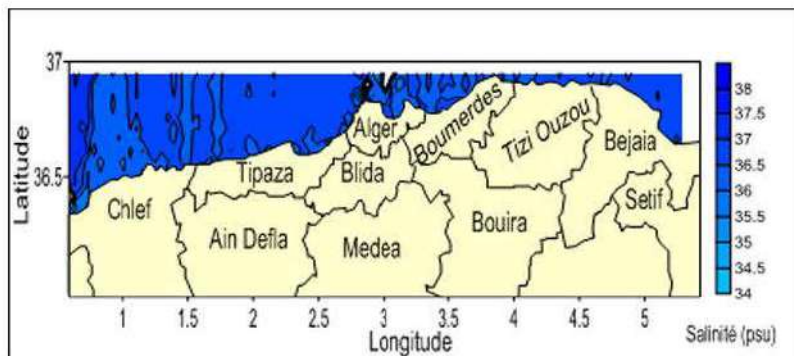 37
36.5
Latitude
Alger
Boumerdes
Tizi Ouzou
Bejaia
Tipaza
Blida
Chlef
Setif
Ain Defla
Medea
Bouira
1 1.5 2 2.5 3 3.5 4 4.5 5
Longitude
38
37.5
37
36.5
36
35.5
35
34.5
34
Salinité (psu)